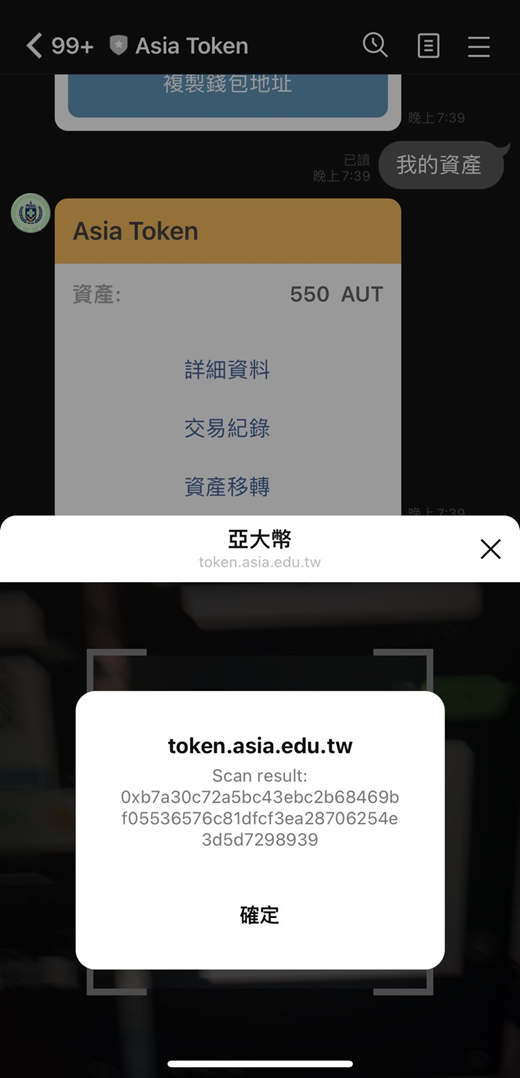 99+ Asia Token
複製錢包地址
晚上 7:39
已讀
晚上 7:39
我的資產
Asia Token
資產: 550 AUT
詳細資料
交易紀錄
資產移轉
晚上 7:39
亞大幣
token.asia.edu.tw
token.asia.edu.tw
Scan result:
0xb7a30c72a5bc43ebc2b68469b
f05536576c81dfcf3ea28706254e
3d5d7298939
確定